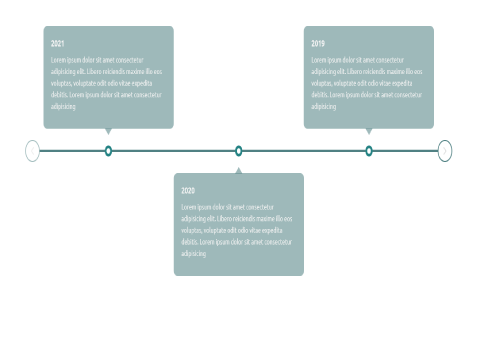 2021
Lorem ipsum dolor sit amet consectetur
adipisicing elit. Libero reiciendis maxime illo eos
voluptas, voluptate odit odio vitae expedita
debitis. Lorem ipsum dolor sit amet consectetur
adipisicing
2020
Lorem ipsum dolor sit amet consectetur
adipisicing elit. Libero reiciendis maxime illo eos
voluptas, voluptate odit odio vitae expedita
debitis. Lorem ipsum dolor sit amet consectetur
adipisicing
2019
Lorem ipsum dolor sit amet consectetur
adipisicing elit. Libero reiciendis maxime illo eos
voluptas, voluptate odit odio vitae expedita
debitis. Lorem ipsum dolor sit amet consectetur
adipisicing